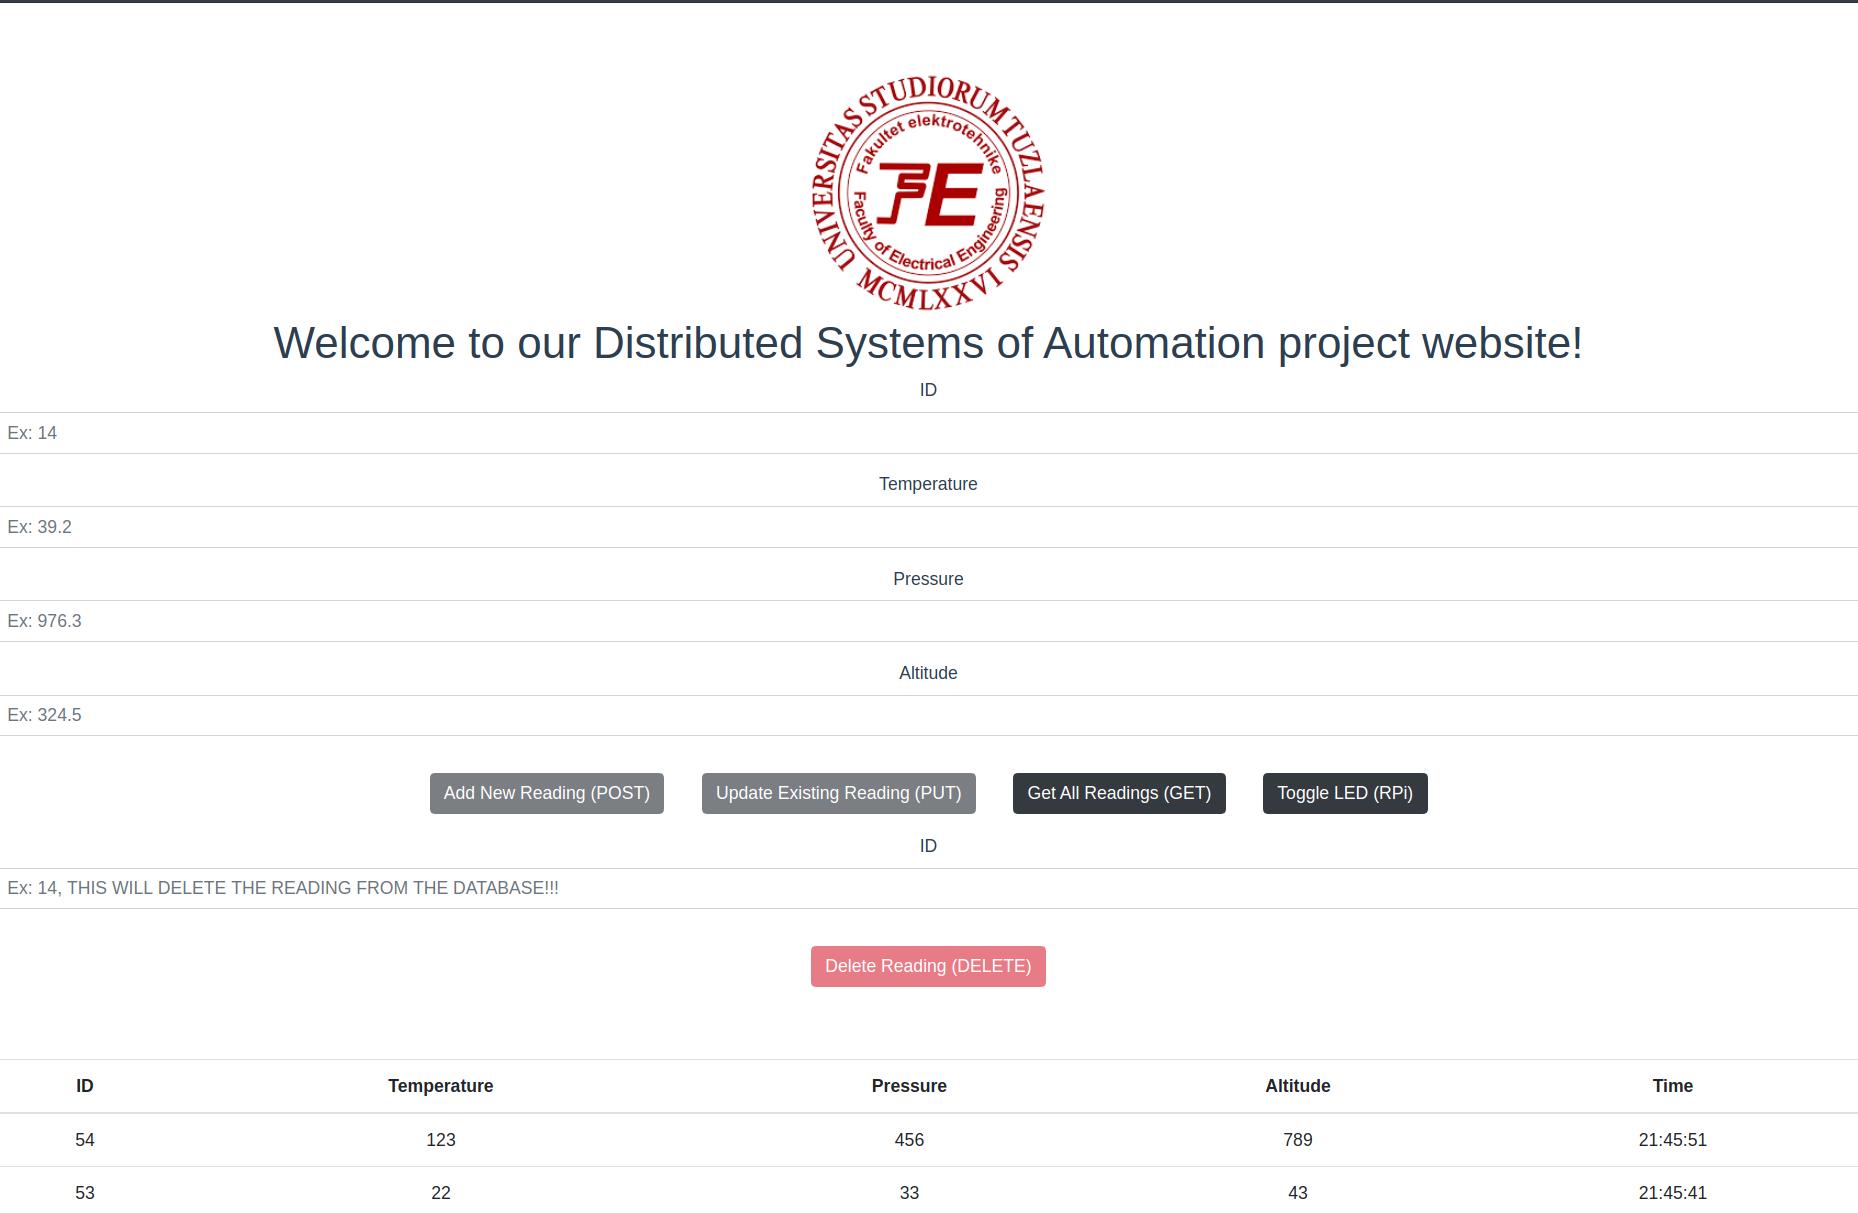 UNIVERSITAS STUDIORUM TUZLAENSIS
MCMLXXVI
Fakultet elektrotehnike
Faculty of Electrical Engineering
FE
Welcome to our Distributed Systems of Automation project website!
ID
Ex: 14
Temperature
Ex: 39.2
Pressure
Ex: 976.3
Altitude
Ex: 324.5
Add New Reading (POST) Update Existing Reading (PUT) Get All Readings (GET) Toggle LED (RPi)
ID
Ex: 14, THIS WILL DELETE THE READING FROM THE DATABASE!!!
Delete Reading (DELETE)
ID Temperature Pressure Altitude Time
54 123 456 789 21:45:51
53 22 33 43 21:45:41